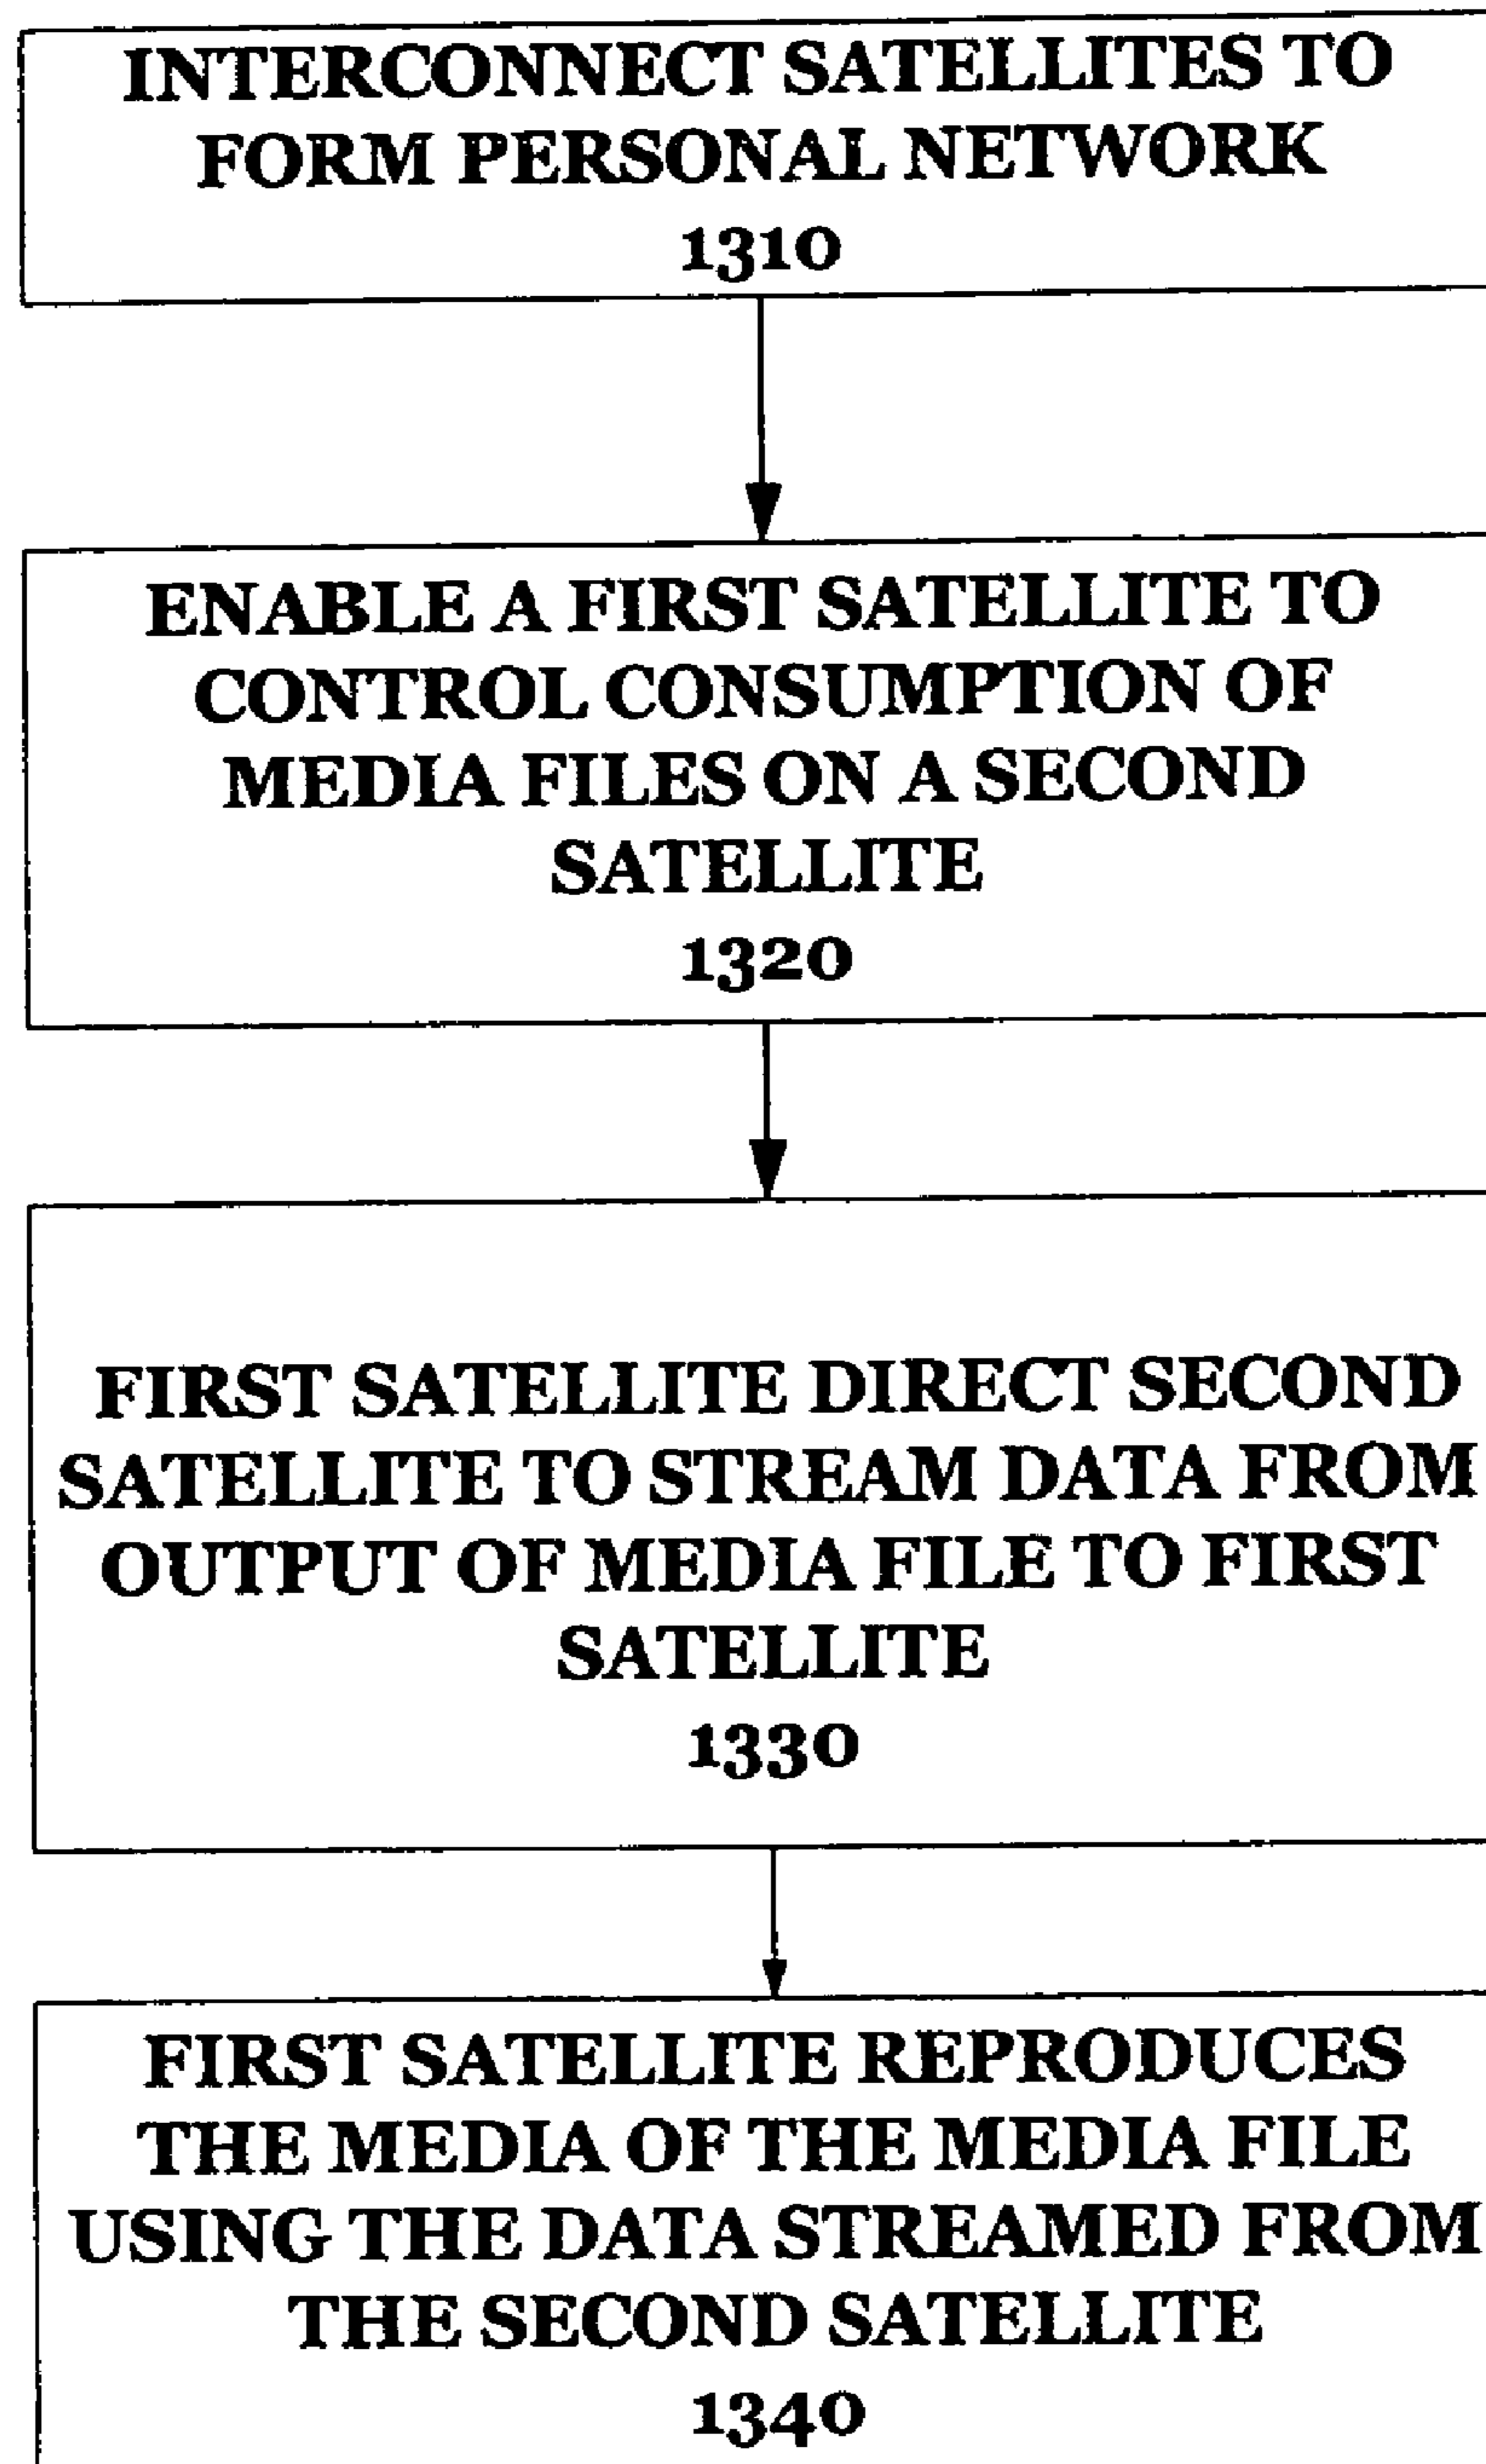 INTERCONNECT SATELLITES TO
FORM PERSONAL NETWORK
1310
ENABLE A FIRST SATELLITE TO
CONTROL CONSUMPTION OF
MEDIA FILES ON A SECOND
SATELLITE
1320
FIRST SATELLITE DIRECT SECOND
SATELLITE TO STREAM DATA FROM
OUTPUT OF MEDIA FILE TO FIRST
SATELLITE
1330
FIRST SATELLITE REPRODUCES
THE MEDIA OF THE MEDIA FILE
USING THE DATA STREAMED FROM
THE SECOND SATELLITE
1340